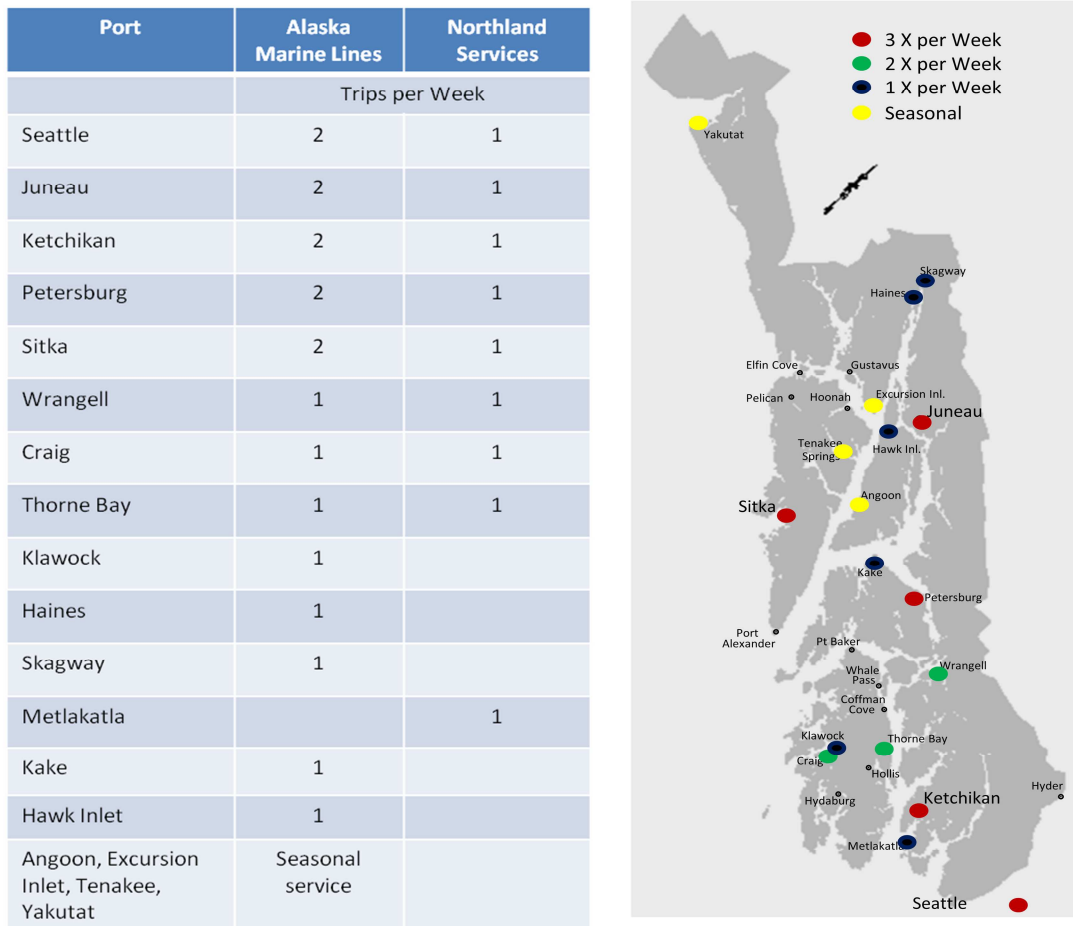 Port Alaska Marine Lines Northland Services
Trips per Week
Seattle 2 1
Juneau 2 1
Ketchikan 2 1
Petersburg 2 1
Sitka 2 1
Wrangell 1 1
Craig 1 1
Thorne Bay 1 1
Klawock 1
Haines 1
Skagway 1
Metlakatla 1
Kake 1
Hawk Inlet 1
Angoon, Excursion Inlet, Tenakee, Yakutat Seasonal service
3 X per Week
2 X per Week
1 X per Week
Seasonal
Yakutat
Skagway
Haines
Elfin Cove
Gustavus
Pelican
Hoonah
Excursion Inl.
Juneau
Tenakee
Springs
Hawk Inl.
Angoon
Sitka
Kake
Petersburg
Port
Alexander
Pt Baker
Wrangell
Whale
Pass
Coffman
Cove
Klawock
Thorne Bay
Craig
Hollis
Hyder
Hydaburg
Ketchikan
Metlakatla
Seattle